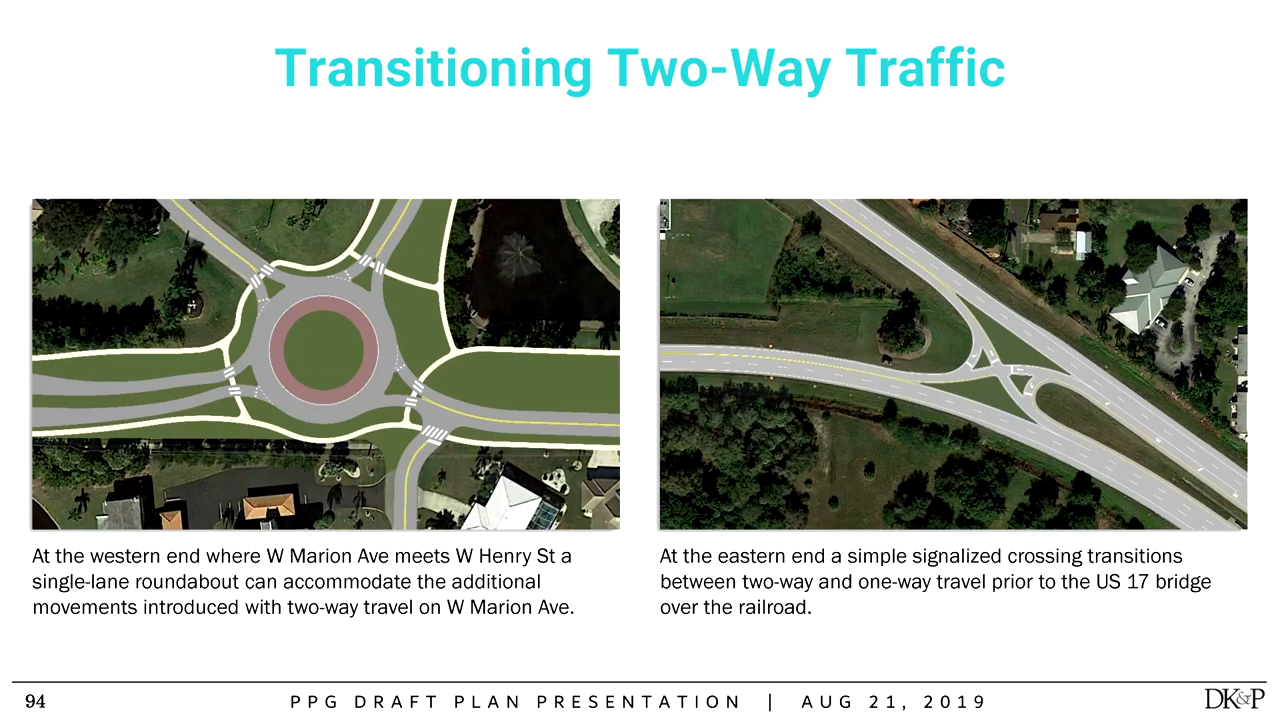 Transitioning Two-Way Traffic
At the western end where W Marion Ave meets W Henry St a
single-lane roundabout can accommodate the additional
movements introduced with two-way travel on W Marion Ave.
At the eastern end a simple signalized crossing transitions
between two-way and one-way travel prior to the US 17 bridge
over the railroad.
94
PPG DRAFT PLAN PRESENTATION | AUG 21, 2019
DK&P